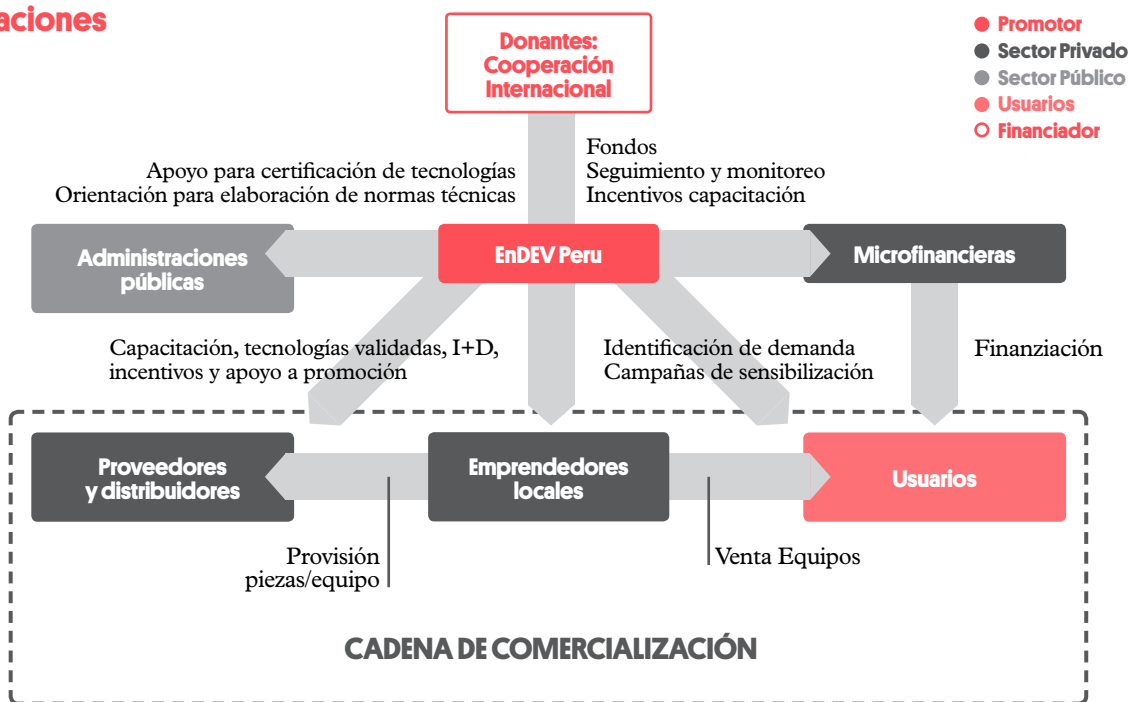 aciones
Donantes:
Cooperación
Internacional
Promotor
Sector Privado
Sector Público
Usuarios
Financiador
Fondos
Seguimiento y monitoreo
Incentivos capacitación
Apoyo para certificación de tecnologías
Orientación para elaboración de normas técnicas
Administraciones
públicas
EnDEV Peru
Microfinancieras
Capacitación, tecnologías validadas, I+D,
incentivos y apoyo a promoción
Identificación de demanda
Campañas de sensibilización
Finanziación
Proveedores
y distribuidores
Emprendedores
locales
Usuarios
Provisión
piezas/equipo
Venta Equipos
CADENA DE COMERCIALIZACIÓN